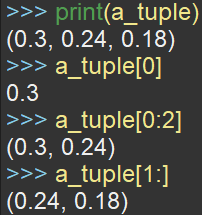 >>> print(a_tuple)
(0.3, 0.24, 0.18)
>>> a_tuple[0]
0.3
>>> a_tuple[0:2]
(0.3, 0.24)
>>> a_tuple[1:]
(0.24, 0.18)